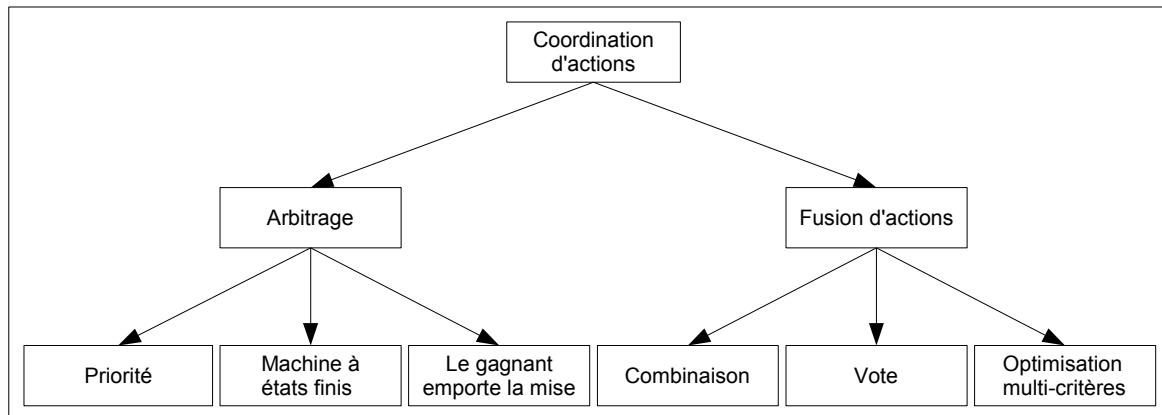 Coordination
d'actions
Arbitrage
Fusion d'actions
Priorité
Machine à
états finis
Le gagnant
emporte la mise
Combinaison
Vote
Optimisation
multi-critères